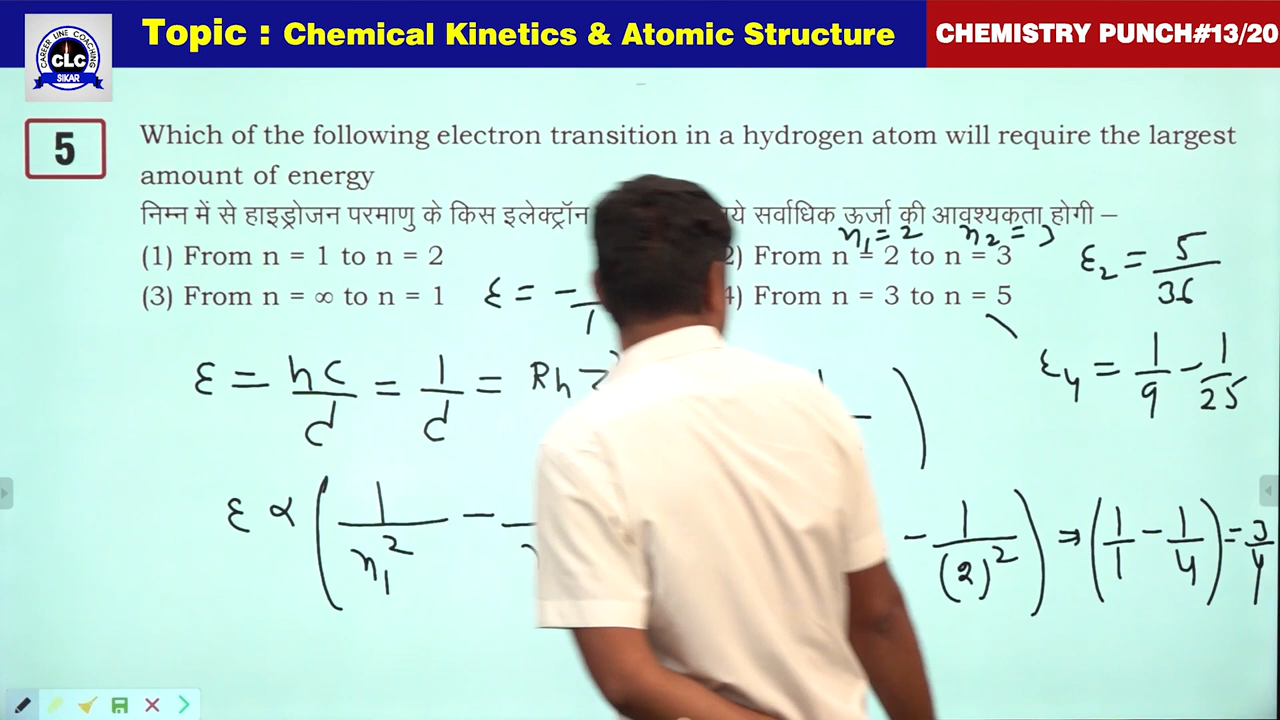 CAREER LINE COACHING
CLC
SIKAR
Topic : Chemical Kinetics & Atomic Structure
CHEMISTRY PUNCH#13/20
5
Which of the following electron transition in a hydrogen atom will require the largest
amount of energy
निम्न में से हाइड्रोजन परमाणु के किस इलेक्ट्रॉन सर्वाधिक ऊर्जा की आवश्यकता होगी –
n₁ = 2 n₂ = 3
(1) From n = 1 to n = 2
2) From n = 2 to n = 3
ε₂ = 5/36
(3) From n = ∞ to n = 1
ε = -
4) From n = 3 to n = 5
ε = hc/d = 1/d = Rh
ε₄ = 1/9 - 1/25
ε ∝ (1/n₁² -
- 1/(2)²) ⇒ (1/1 - 1/4) = 3/4